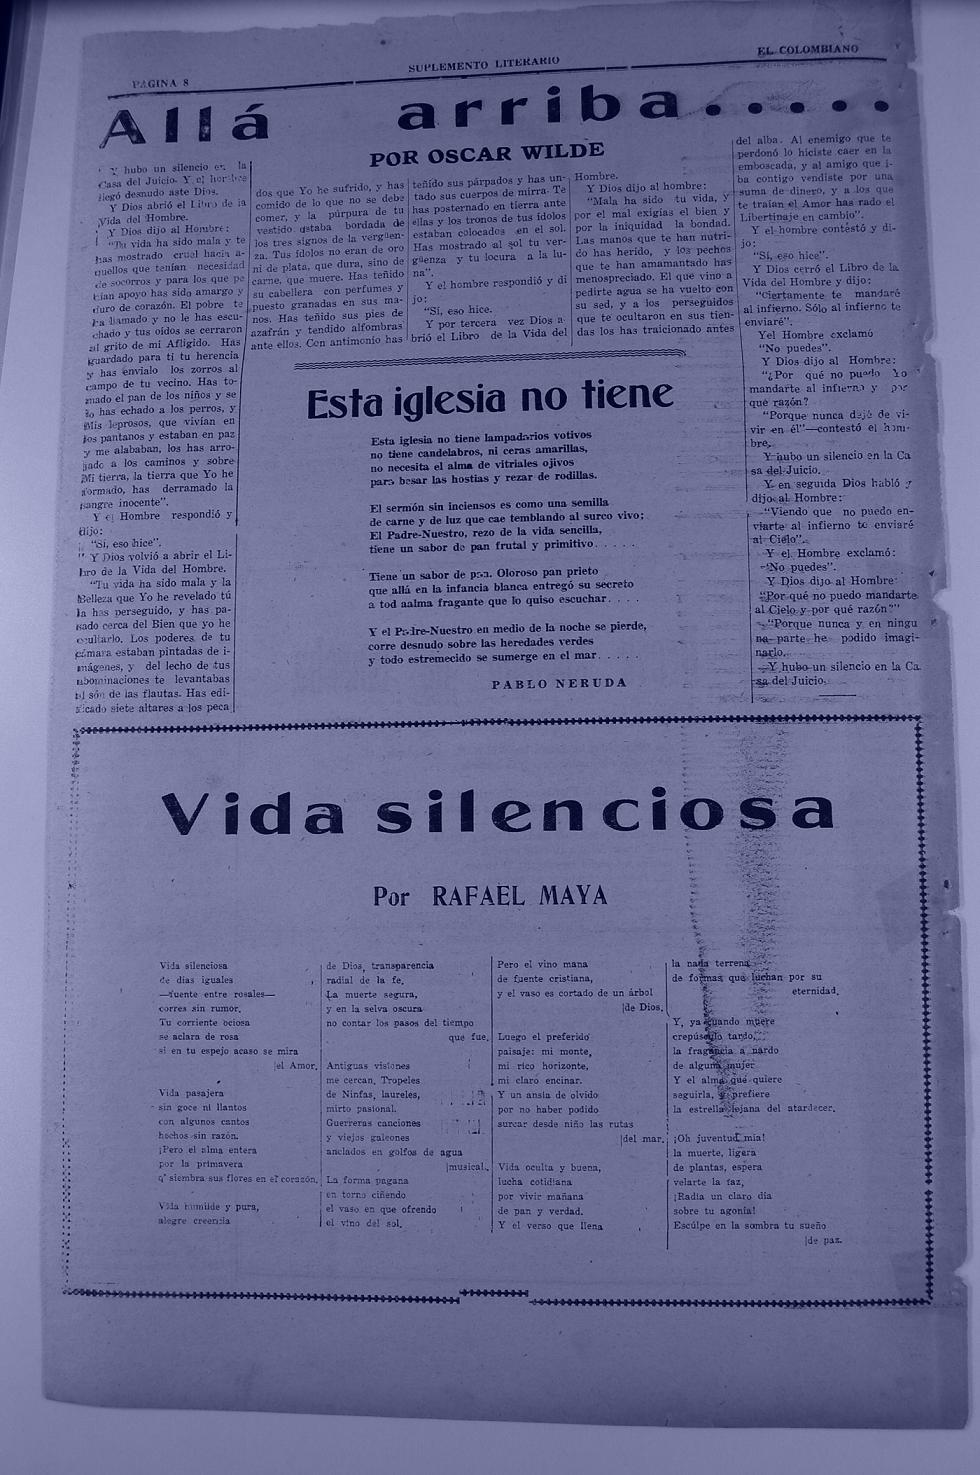 PAGINA 8
SUPLEMENTO LITERARIO
EL COLOMBIANO
Allá arriba.....
POR OSCAR WILDE
Y hubo un silencio en la
Casa del Juicio. Y el hombre
llegó desnudo aste Dios.
Y Dios abrió el Libro de la
Vida del Hombre.
Y Dios dijo al Hombre:
"Tu vida ha sido mala y te
has mostrado cruel hacia a-
quellos que tenían necesidad
de socorros y para los que pe
dían apoyo has sido amargo y
duro de corazón. El pobre te
ha llamado y no le has escu-
chado y tus oídos se cerraron
al grito de mi Afligido. Has
guardado para ti tu herencia
y has envialo los zorros al
campo de tu vecino. Has to-
mado el pan de los niños y se
lo has echado a los perros, y
Mis leprosos, que vivían en
los pantanos y estaban en paz
y me alababan, los has arro-
jado a los caminos y sobre
Mi tierra, la tierra que Yo he
formado, has derramado la
sangre inocente".
Y el Hombre respondió y
dijo:
"Sí, eso hice".
Y Dios volvió a abrir el Li-
bro de la Vida del Hombre.
"Tu vida ha sido mala y la
Belleza que Yo he revelado tú
la has perseguido, y has pa-
sado cerca del Bien que yo he
ocultarlo. Los poderes de tu
cámara estaban pintadas de i-
mágenes, y del lecho de tus
abominaciones te levantabas
al són de las flautas. Has edi-
ficado siete altares a los peca
dos que Yo he sufrido, y has
comido de lo que no se debe
comer, y la púrpura de tu
vestido estaba bordada de
los tres signos de la vergüen-
za. Tus ídolos no eran de oro
ni de plata, que dura, sino de
carne, que muere. Has teñido
su cabellera con perfumes y
puesto granadas en sus ma-
nos. Has teñido sus pies de
azafrán y tendido alfombras
ante ellos. Con antimonio has
teñido sus párpados y has un-
tado sus cuerpos de mirra. Te
has posternado en tierra ante
ellas y los tronos de tus ídolos
estaban colocados en el sol.
Has mostrado al sol tu ver-
güenza y tu locura a la lu-
na".
Y el hombre respondió y di
jo:
"Sí, eso hice.
Y por tercera vez Dios a-
brió el Libro de la Vida del
Hombre.
Y Dios dijo al hombre:
"Mala ha sido tu vida, y
por el mal exigías el bien y
por la iniquidad la bondad.
Las manos que te han nutri-
do has herido, y los pechos
que te han amamantado has
menospreciado. El que vino a
pedirte agua se ha vuelto con
su sed, y a los perseguidos
que te ocultaron en sus tien-
das los has traicionado antes
del alba. Al enemigo que te
perdonó lo hiciste caer en la
emboscada, y al amigo que i-
ba contigo vendiste por una
suma de dinero, y a los que
te traían el Amor has rado el
Libertinaje en cambio".
Y el hombre contestó y di-
jo:
"Sí, eso hice".
Y Dios cerró el Libro de la
Vida del Hombre y dijo:
"Ciertamente te mandaré
al infierno. Sólo al infierno te
enviaré".
Yel Hombre exclamó
"No puedes".
Y Dios dijo al Hombre:
"¿Por qué no puedo Yo
mandarte al infierno y por
qué razón?
"Porque nunca dejé de vi-
vir en él"—contestó el hom-
bre.
Y hubo un silencio en la Ca
sa del Juicio.
Y en seguida Dios habló y
dijo al Hombre:
"Viendo que no puedo en-
viarte al infierno te enviaré
al Cielo".
Y el Hombre exclamó:
"No puedes".
Y Dios dijo al Hombre:
"Por qué no puedo mandarte
al Cielo y por qué razón?"
"Porque nunca y en ningu
na parte he podido imagi-
narlo.
Y hubo un silencio en la Ca
sa del Juicio.
Esta iglesia no tiene
Esta iglesia no tiene lampadarios votivos
no tiene candelabros, ni ceras amarillas,
no necesita el alma de vitriales ojivos
para besar las hostias y rezar de rodillas.
El sermón sin inciensos es como una semilla
de carne y de luz que cae temblando al surco vivo;
El Padre-Nuestro, rezo de la vida sencilla,
tiene un sabor de pan frutal y primitivo. . . . .
Tiene un sabor de pan. Oloroso pan prieto
que allá en la infancia blanca entregó su secreto
a tod aalma fragante que lo quiso escuchar. . . . .
Y el Padre-Nuestro en medio de la noche se pierde,
corre desnudo sobre las heredades verdes
y todo estremecido se sumerge en el mar. . . . .
PABLO NERUDA
Vida silenciosa
Por RAFAEL MAYA
Vida silenciosa
de dias iguales
—fuente entre rosales—
corres sin rumor.
Tu corriente ociosa
se aclara de rosa
si en tu espejo acaso se mira
|el Amor.
Vida pasajera
sin goce ni llantos
con algunos cantos
hechos sin razón.
¡Pero el alma entera
por la primavera
q' siembra sus flores en el corazón.
Vida humilde y pura,
alegre creencia
de Dios, transparencia
radial de la fe.
La muerte segura,
y en la selva oscura
no contar los pasos del tiempo
que fue.
Antiguas visiones
me cercan. Tropeles
de Ninfas, laureles,
mirto pasional.
Guerreras canciones
y viejos galeones
anclados en golfos de agua
|musical.
La forma pagana
en torno ciñendo
el vaso en que ofrendo
el vino del sol.
Pero el vino mana
de fuente cristiana,
y el vaso es cortado de un árbol
|de Dios.
Luego el preferido
paisaje: mi monte,
mi rico horizonte,
mi claro encinar.
Y un ansia de olvido
por no haber podido
surcar desde niño las rutas
|del mar.
Vida oculta y buena,
lucha cotidiana
por vivir mañana
de pan y verdad.
Y el verso que llena
la nada terrena
de formas que luchan por su
eternidad.
Y, ya cuando muere
crepúsculo tardo,
la fragancia a nardo
de alguna mujer
Y el alma que quiere
seguirla, y prefiere
la estrella lejana del atardecer.
¡Oh juventud mia!
la muerte, ligera
de plantas, espera
velarte la faz,
¡Radia un claro día
sobre tu agonía!
Escúlpe en la sombra tu sueño
|de paz.